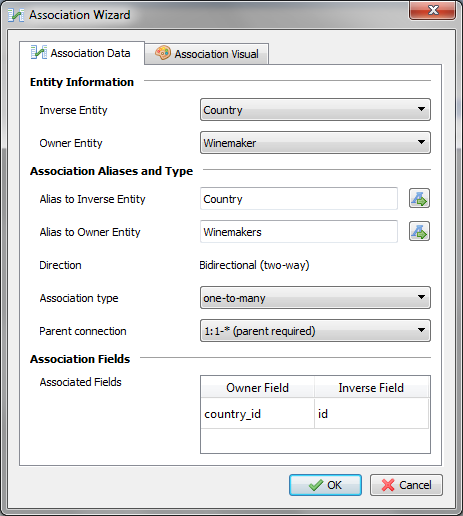 Association Wizard
Association Data Association Visual
Entity Information
Inverse Entity Country
Owner Entity Winemaker
Association Aliases and Type
Alias to Inverse Entity Country
Alias to Owner Entity Winemakers
Direction Bidirectional (two-way)
Association type one-to-many
Parent connection 1:1-* (parent required)
Association Fields
Associated Fields Owner Field Inverse Field
country_id id
OK Cancel